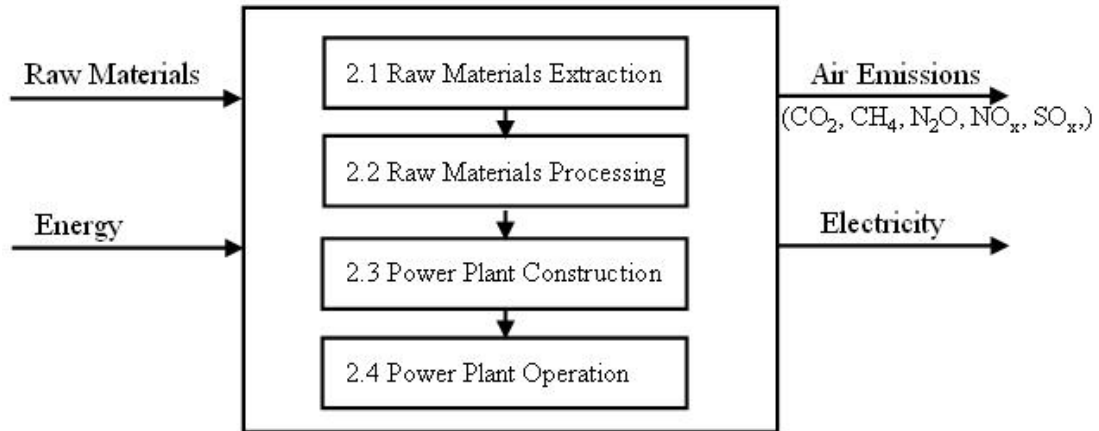 Raw Materials
Energy
2.1 Raw Materials Extraction
2.2 Raw Materials Processing
2.3 Power Plant Construction
2.4 Power Plant Operation
Air Emissions
(CO₂, CH₄, N₂O, NOₓ, SOₓ,)
Electricity